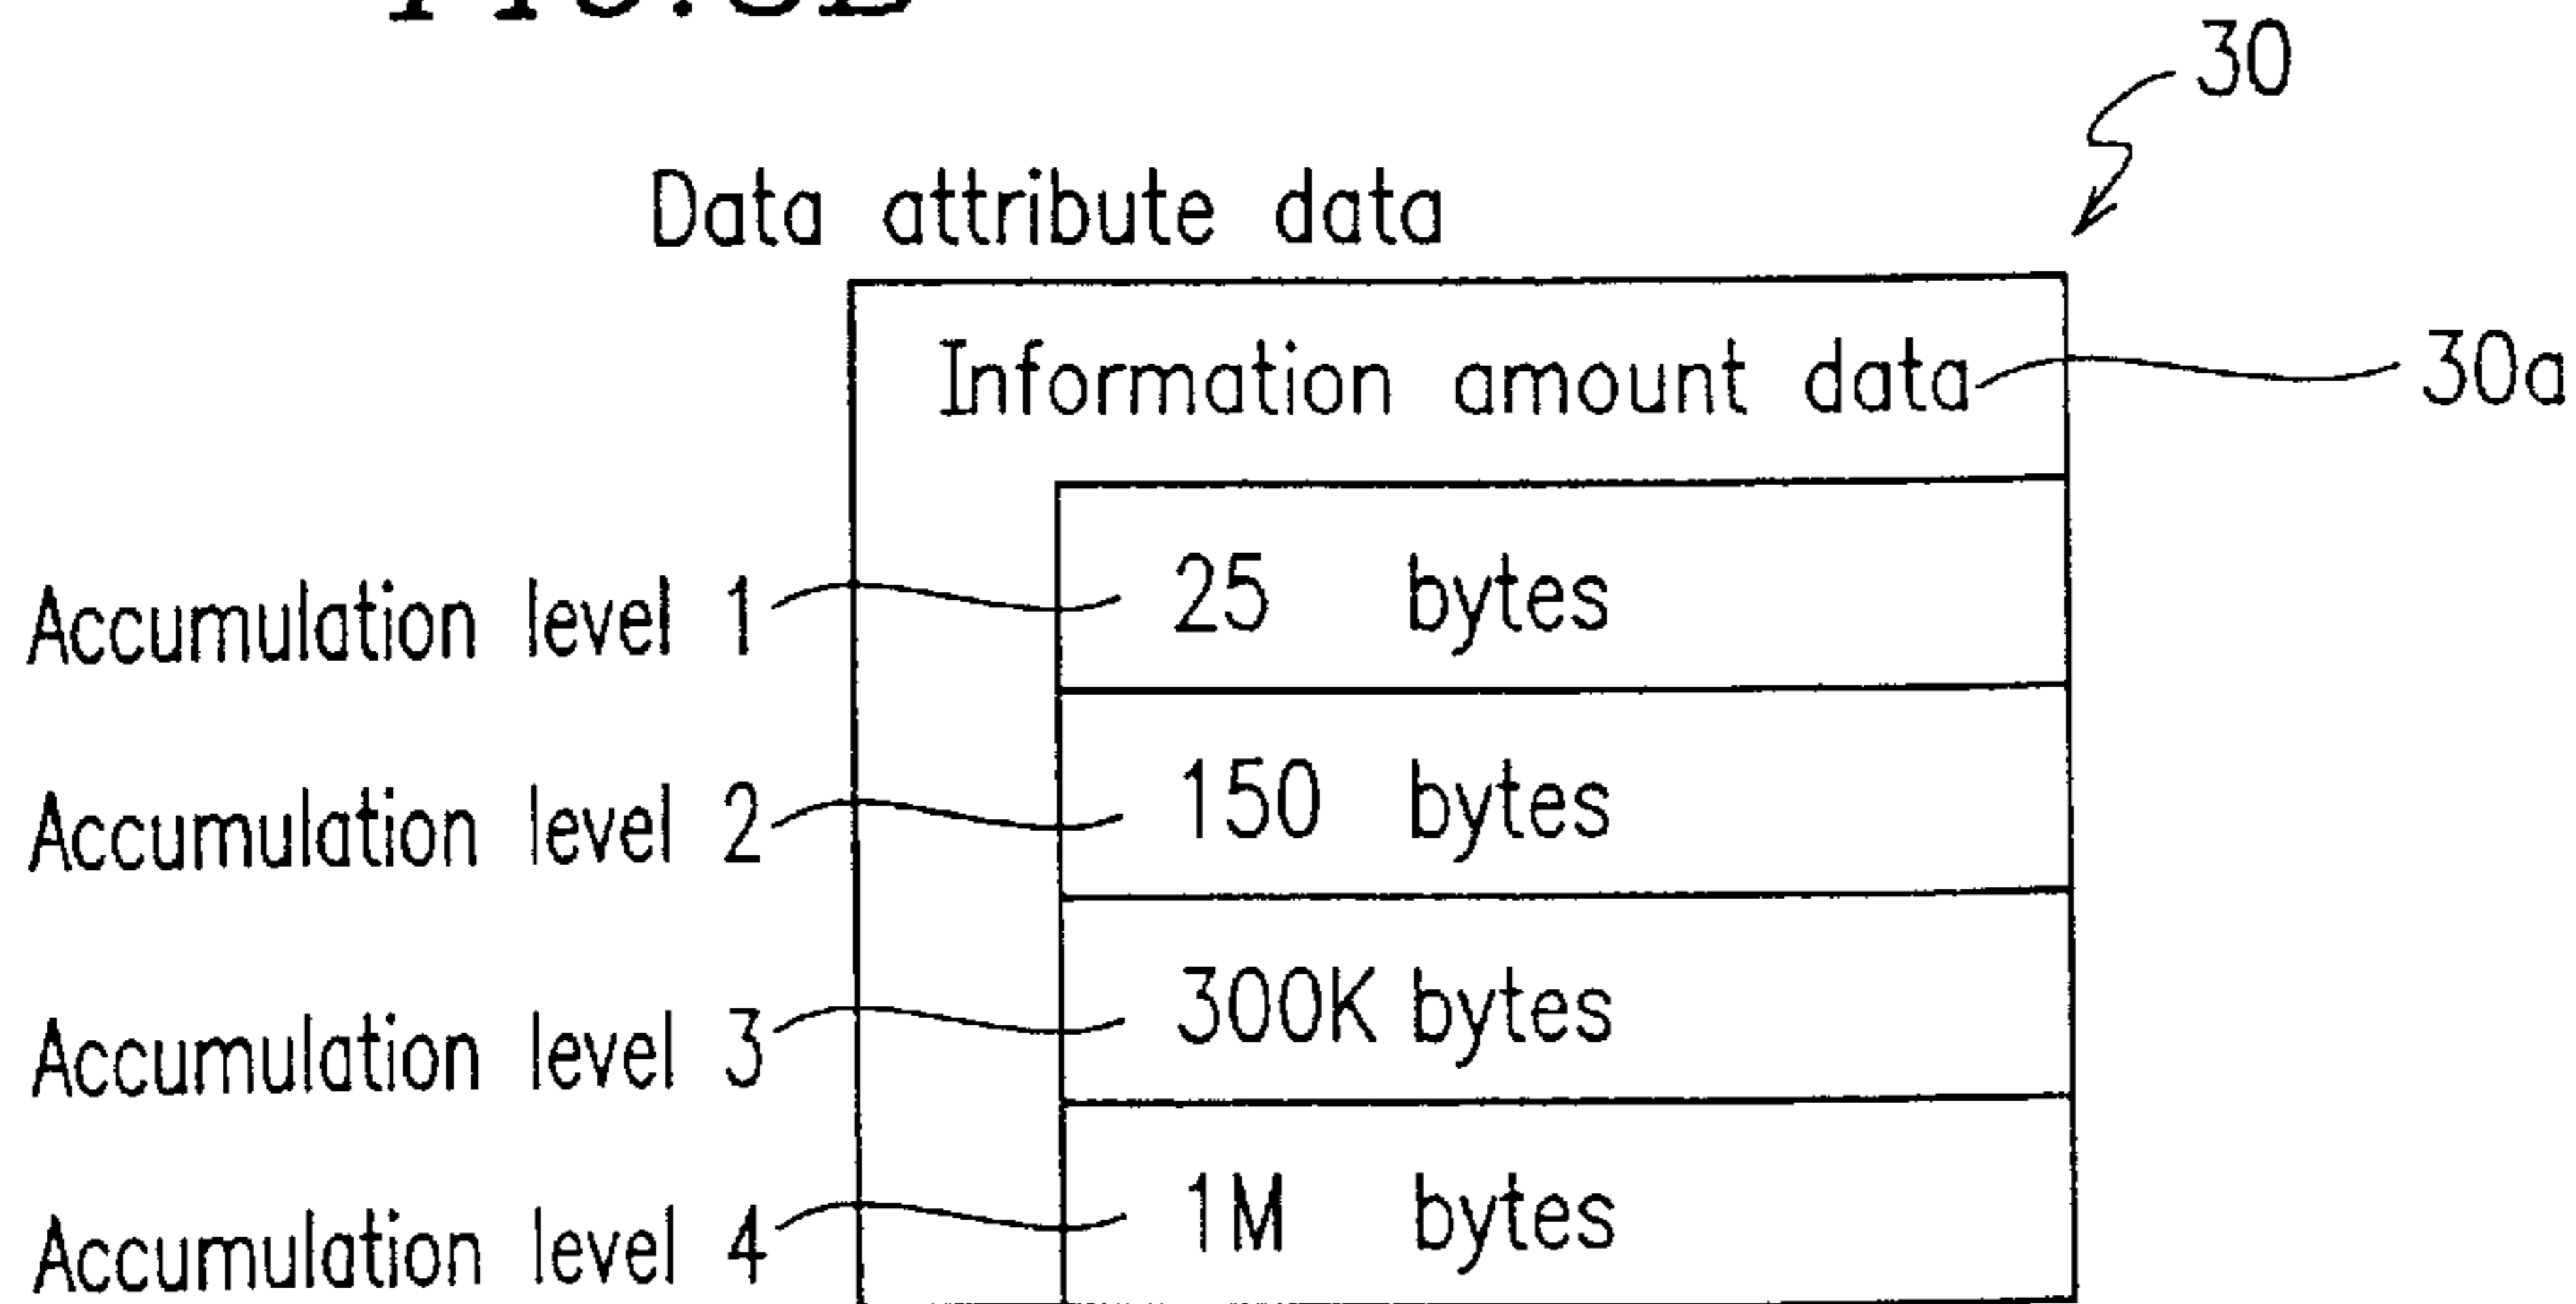 30
Data attribute data
Information amount data 30a
Accumulation level 1 25 bytes
Accumulation level 2 150 bytes
Accumulation level 3 300K bytes
Accumulation level 4 1M bytes